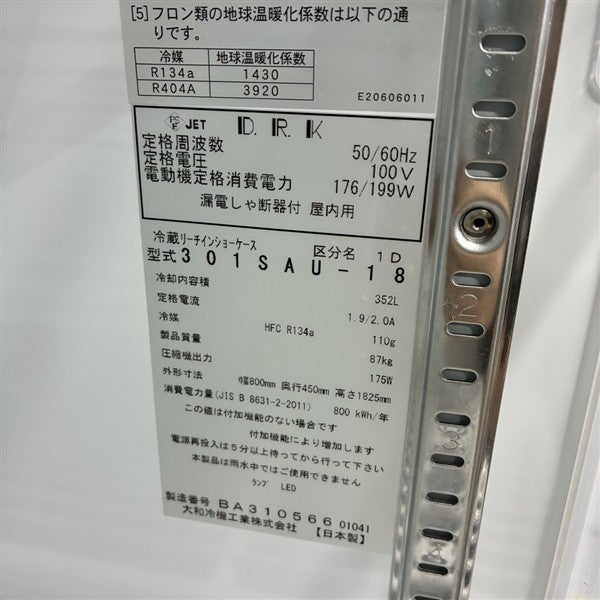 [5]フロン類の地球温暖化係数は以下の通
りです。
冷媒 地球温暖化係数
R134a 1430
R404A 3920
E20606011
PS E JET D.R.K
定格周波数 50/60Hz
定格電圧 100V
電動機定格消費電力 176/199W
漏電しゃ断器付 屋内用
冷蔵リーチインショーケース 区分名 1D
型式 301SAU-18
冷却内容積 352L
定格電流 1.9/2.0A
冷媒 HFC R134a 110g
製品質量 87kg
圧縮機出力 175W
外形寸法 幅800mm 奥行450mm 高さ1825mm
消費電力量(JIS B 8631-2-2011) 800 kWh/年
この値は付加機能のない場合です
付加機能により増加します
電源再投入は5分以上待ってから行って下さい
本製品は雨水中ではご使用できません
ランプ LED
製造番号 BA310566 01041
大和冷機工業株式会社 【日本製】
1
2
3